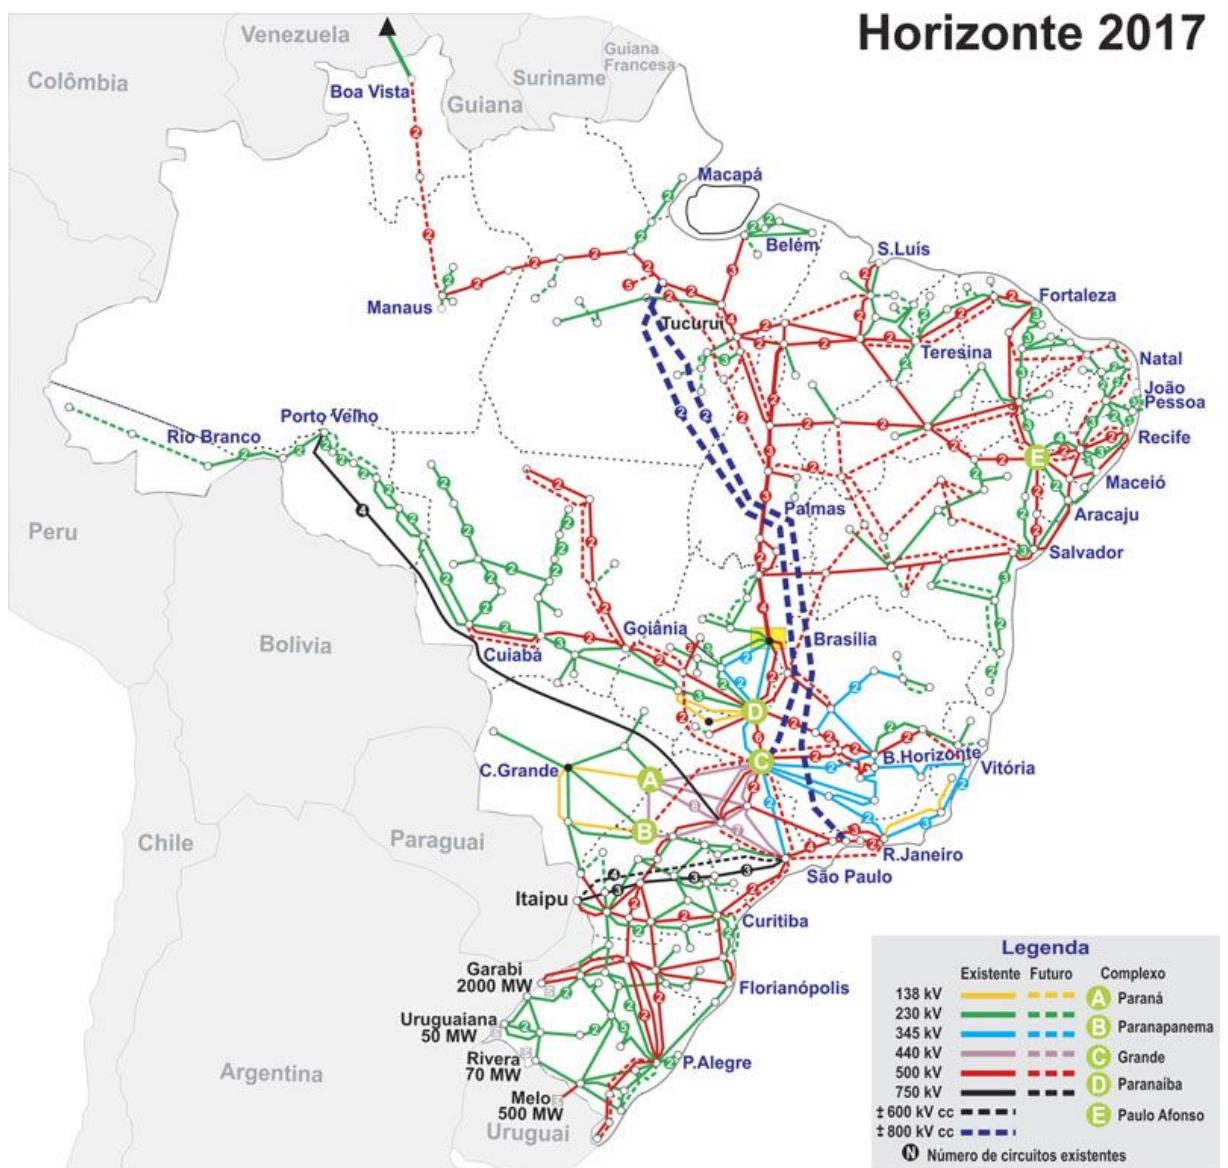 Horizonte 2017
Venezuela
Guiana
Francesa
Suriname
Colômbia
Boa Vista
Guiana
Macapá
Belém
S.Luís
Manaus
Fortaleza
Tucuruí
Teresina
Natal
João
Pessoa
Porto Velho
Rio Branco
Recife
E
Maceió
Palmas
Aracaju
Peru
Salvador
Bolívia
Goiânia
Brasília
Cuiabá
D
C
B.Horizonte
Vitória
C.Grande
A
B
Chile
Paraguai
R.Janeiro
São Paulo
Itaipu
Curitiba
Garabi
2000 MW
Florianópolis
Uruguaiana
50 MW
Rivera
70 MW
P.Alegre
Argentina
Melo
500 MW
Uruguai
Legenda
Existente Futuro Complexo
138 kV A Paraná
230 kV
345 kV B Paranapanema
440 kV C Grande
500 kV
750 kV D Paranaíba
±600 kV cc
±800 kV cc E Paulo Afonso
N Número de circuitos existentes